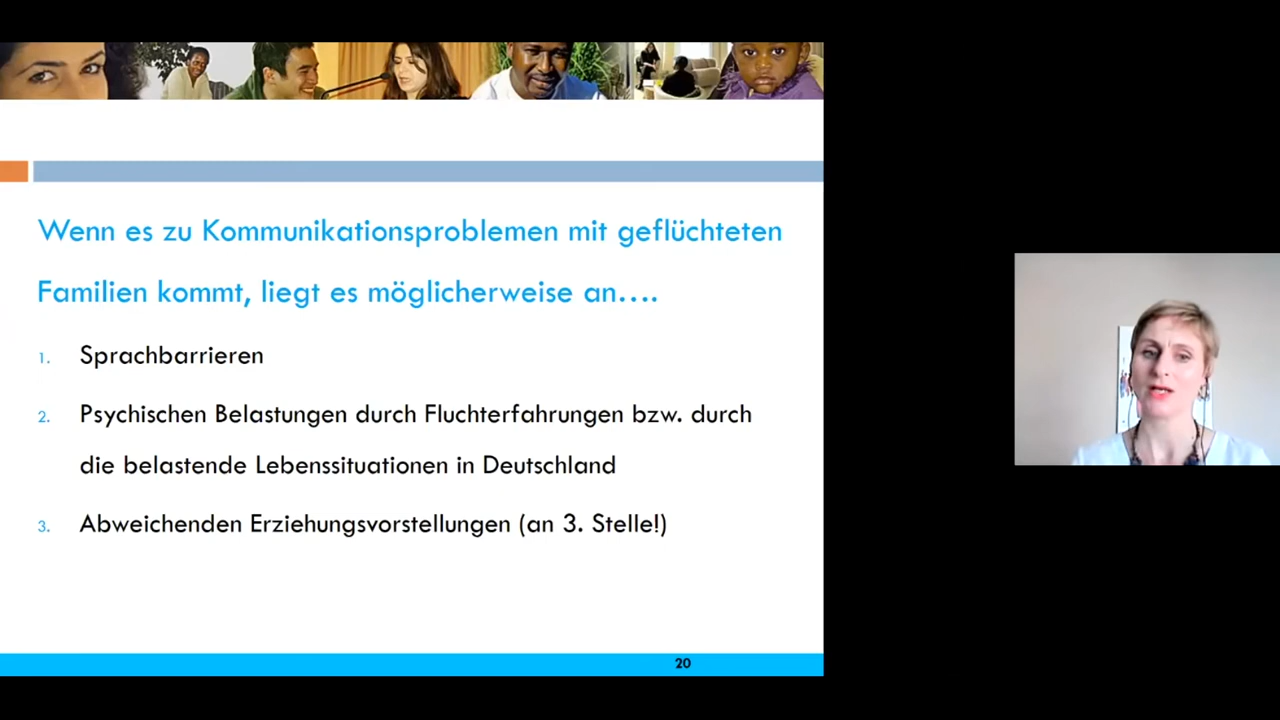 Wenn es zu Kommunikationsproblemen mit geflüchteten
Familien kommt, liegt es möglicherweise an....
1. Sprachbarrieren
2. Psychischen Belastungen durch Fluchterfahrungen bzw. durch
die belastende Lebenssituationen in Deutschland
3. Abweichenden Erziehungsvorstellungen (an 3. Stelle!)
20